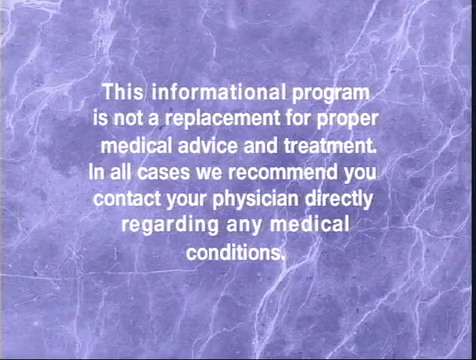 This informational program
is not a replacement for proper
medical advice and treatment.
In all cases we recommend you
contact your physician directly
regarding any medical
conditions.